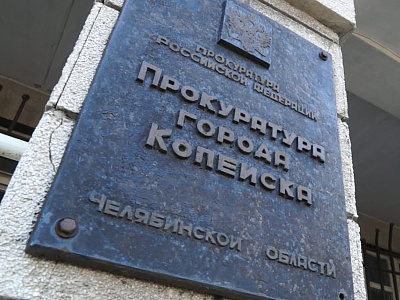 Прокуратура
Российской Федерации
Прокуратура
города
Копейска
Челябинской области